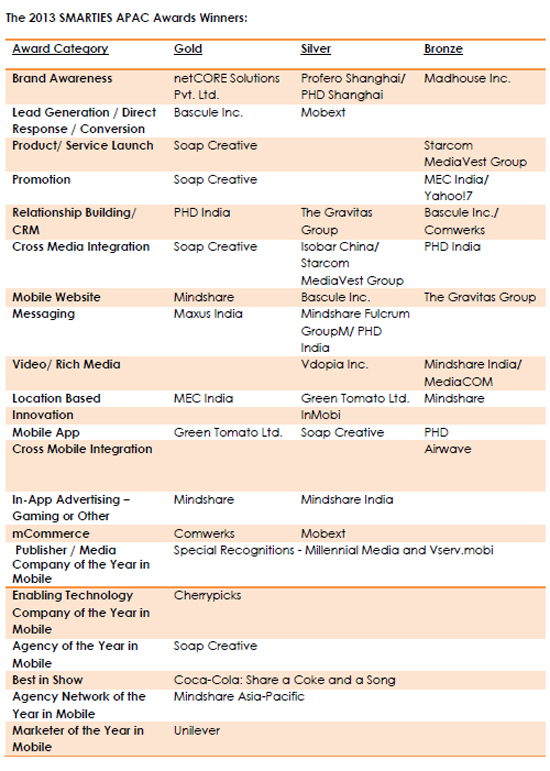 The 2013 SMARTIES APAC Awards Winners:
Award Category Gold Silver Bronze
Brand Awareness netCORE Solutions Profero Shanghai/ Madhouse Inc.
Pvt. Ltd. PHD Shanghai
Lead Generation / Direct Bascule Inc. Mobext
Response / Conversion
Product/ Service Launch Soap Creative Starcom
MediaVest Group
Promotion Soap Creative MEC India/
Yahoo!7
Relationship Building/ PHD India The Gravitas Bascule Inc./
CRM Group Comwerks
Cross Media Integration Soap Creative Isobar China/ PHD India
Starcom
MediaVest Group
Mobile Website Mindshare Bascule Inc. The Gravitas Group
Messaging Maxus India Mindshare Fulcrum
GroupM/ PHD
India
Video/ Rich Media Vdopia Inc. Mindshare India/
MediaCOM
Location Based MEC India Green Tomato Ltd. Mindshare
Innovation InMobi
Mobile App Green Tomato Ltd. Soap Creative PHD
Cross Mobile Integration Airwave
In-App Advertising – Mindshare Mindshare India
Gaming or Other
mCommerce Comwerks Mobext
Publisher / Media Special Recognitions - Millennial Media and Vserv.mobi
Company of the Year in
Mobile
Enabling Technology Cherrypicks
Company of the Year in
Mobile
Agency of the Year in Soap Creative
Mobile
Best in Show Coca-Cola: Share a Coke and a Song
Agency Network of the Mindshare Asia-Pacific
Year in Mobile
Marketer of the Year in Unilever
Mobile